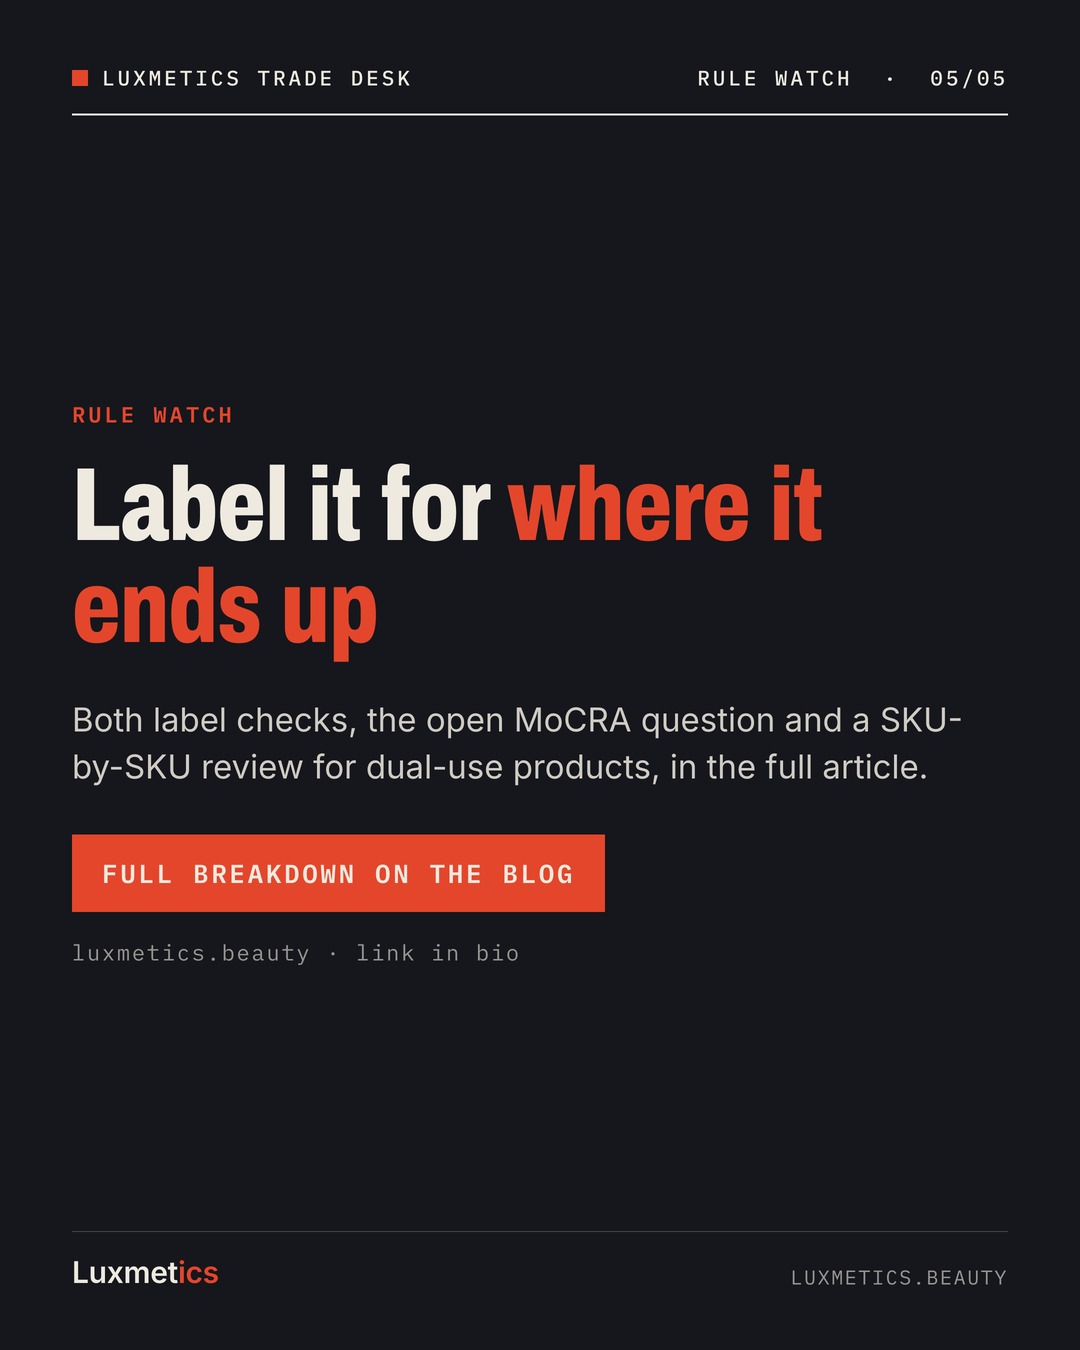 LUXMETICS TRADE DESK
RULE WATCH · 05/05
RULE WATCH
Label it for where it
ends up
Both label checks, the open MoCRA question and a SKU-
by-SKU review for dual-use products, in the full article.
FULL BREAKDOWN ON THE BLOG
luxmetics.beauty · link in bio
Luxmetics
LUXMETICS.BEAUTY